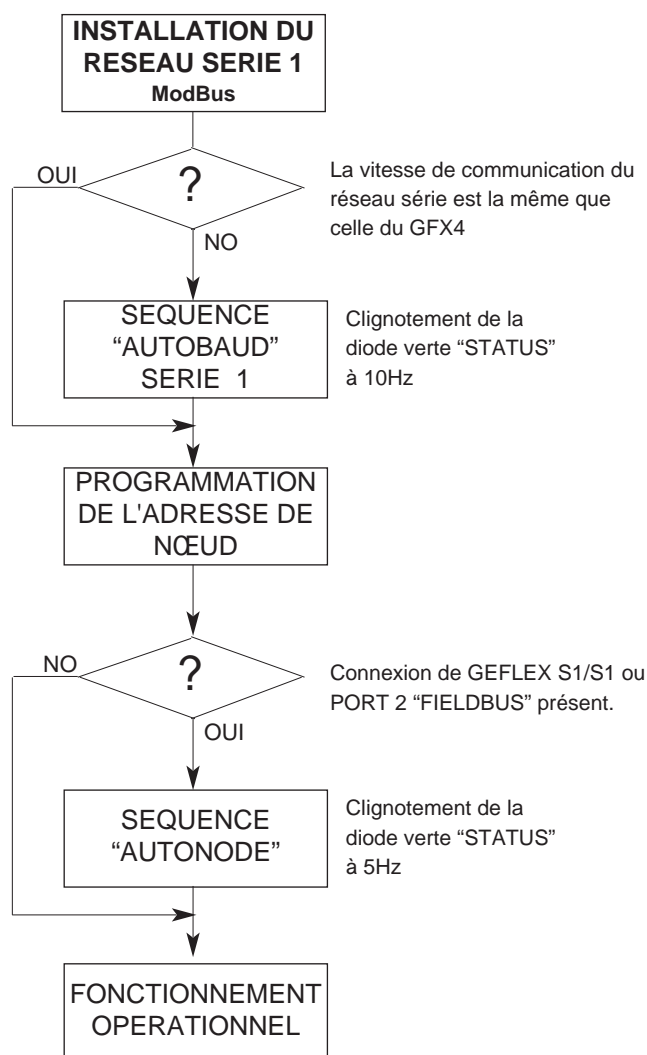 INSTALLATION DU
RESEAU SERIE 1
ModBus
OUI
?
La vitesse de communication du
réseau série est la même que
celle du GFX4
NO
SEQUENCE
“AUTOBAUD”
SERIE 1
Clignotement de la
diode verte “STATUS”
à 10Hz
PROGRAMMATION
DE L'ADRESSE DE
NŒUD
NO
?
Connexion de GEFLEX S1/S1 ou
PORT 2 “FIELDBUS” présent.
OUI
SEQUENCE
“AUTONODE”
Clignotement de la
diode verte “STATUS”
à 5Hz
FONCTIONNEMENT
OPERATIONNEL